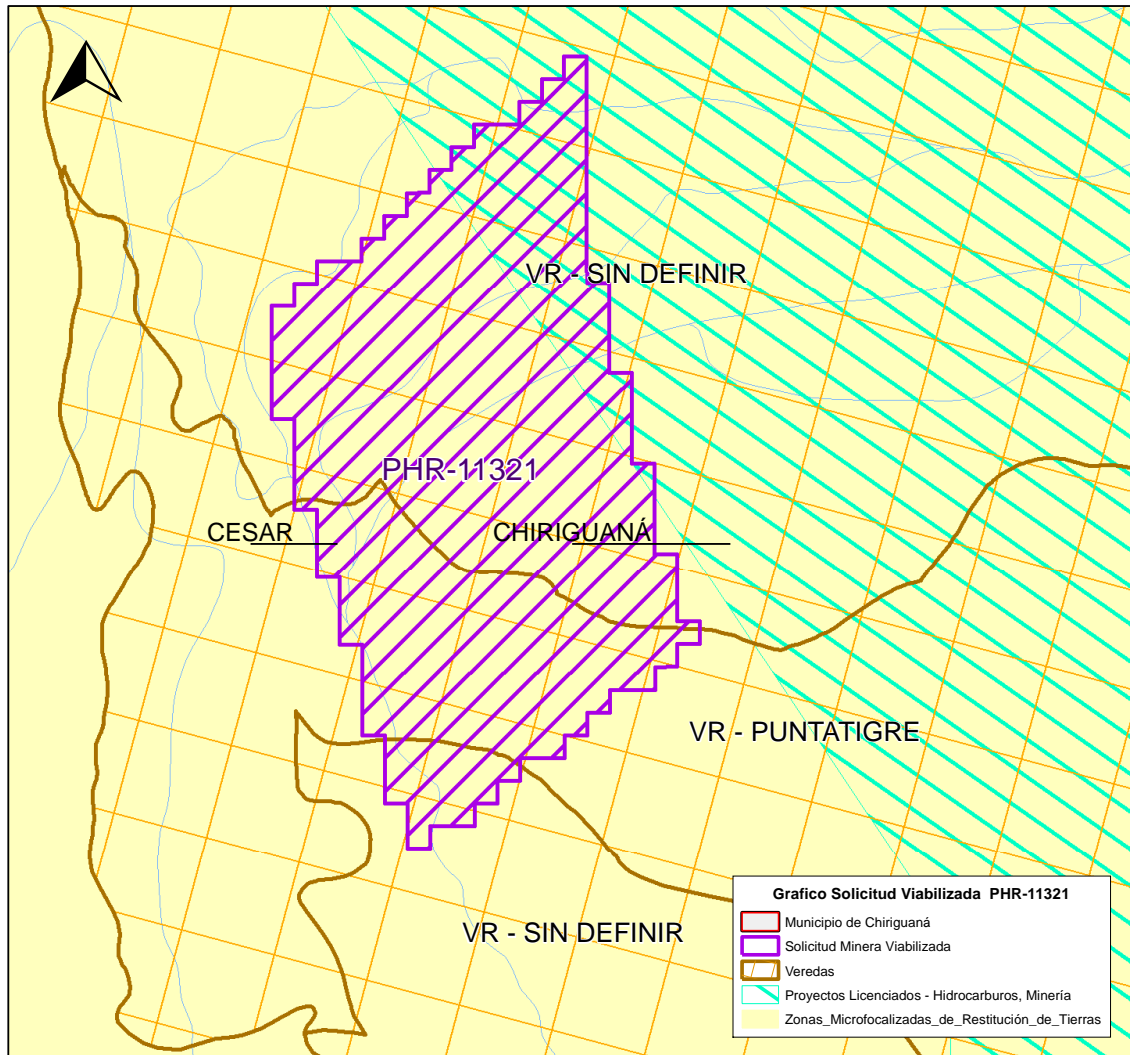 VR - SIN DEFINIR
PHR-11321
CESAR
CHIRIGUANÁ
VR - PUNTATIGRE
VR - SIN DEFINIR
Grafico Solicitud Viabilizada PHR-11321
Municipio de Chiriguaná
Solicitud Minera Viabilizada
Veredas
Proyectos Licenciados - Hidrocarburos, Minería
Zonas_Microfocalizadas_de_Restitución_de_Tierras